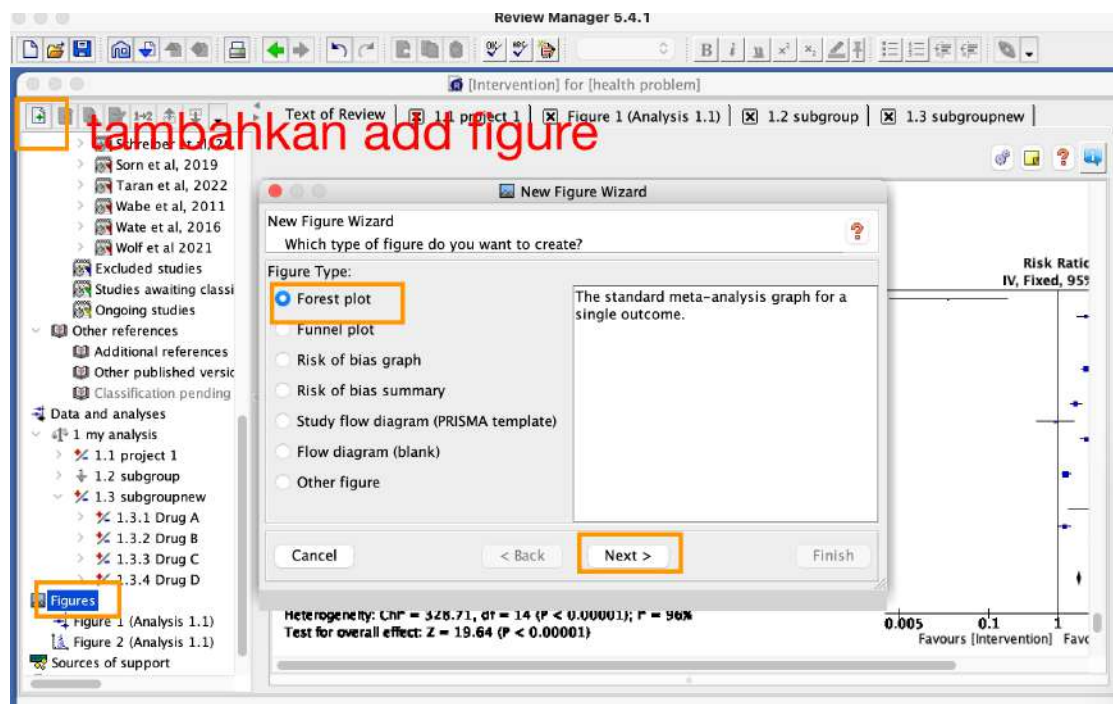 Review Manager 5.4.1
B i u x² x₂
[Intervention] for [health problem]
Text of Review 1.1 project 1 Figure 1 (Analysis 1.1) 1.2 subgroup 1.3 subgroupnew
tambahkan add figure
Sorn et al, 2019
Taran et al, 2022
Wabe et al, 2011
Wate et al, 2016
Wolf et al 2021
Excluded studies
Studies awaiting classi
Ongoing studies
Other references
Additional references
Other published versic
Classification pending
Data and analyses
1 my analysis
1.1 project 1
1.2 subgroup
1.3 subgroupnew
1.3.1 Drug A
1.3.2 Drug B
1.3.3 Drug C
1.3.4 Drug D
Figures
Figure 1 (Analysis 1.1)
Figure 2 (Analysis 1.1)
Sources of support
New Figure Wizard
New Figure Wizard
Which type of figure do you want to create?
Figure Type:
Forest plot
Funnel plot
Risk of bias graph
Risk of bias summary
Study flow diagram (PRISMA template)
Flow diagram (blank)
Other figure
The standard meta-analysis graph for a
single outcome.
Cancel < Back Next > Finish
Risk Ratio
IV, Fixed, 95%
Heterogeneity: Chi² = 328.71, df = 14 (P < 0.00001); I² = 96%
Test for overall effect: Z = 19.64 (P < 0.00001)
0.005 0.1 1
Favours [Intervention] Favo